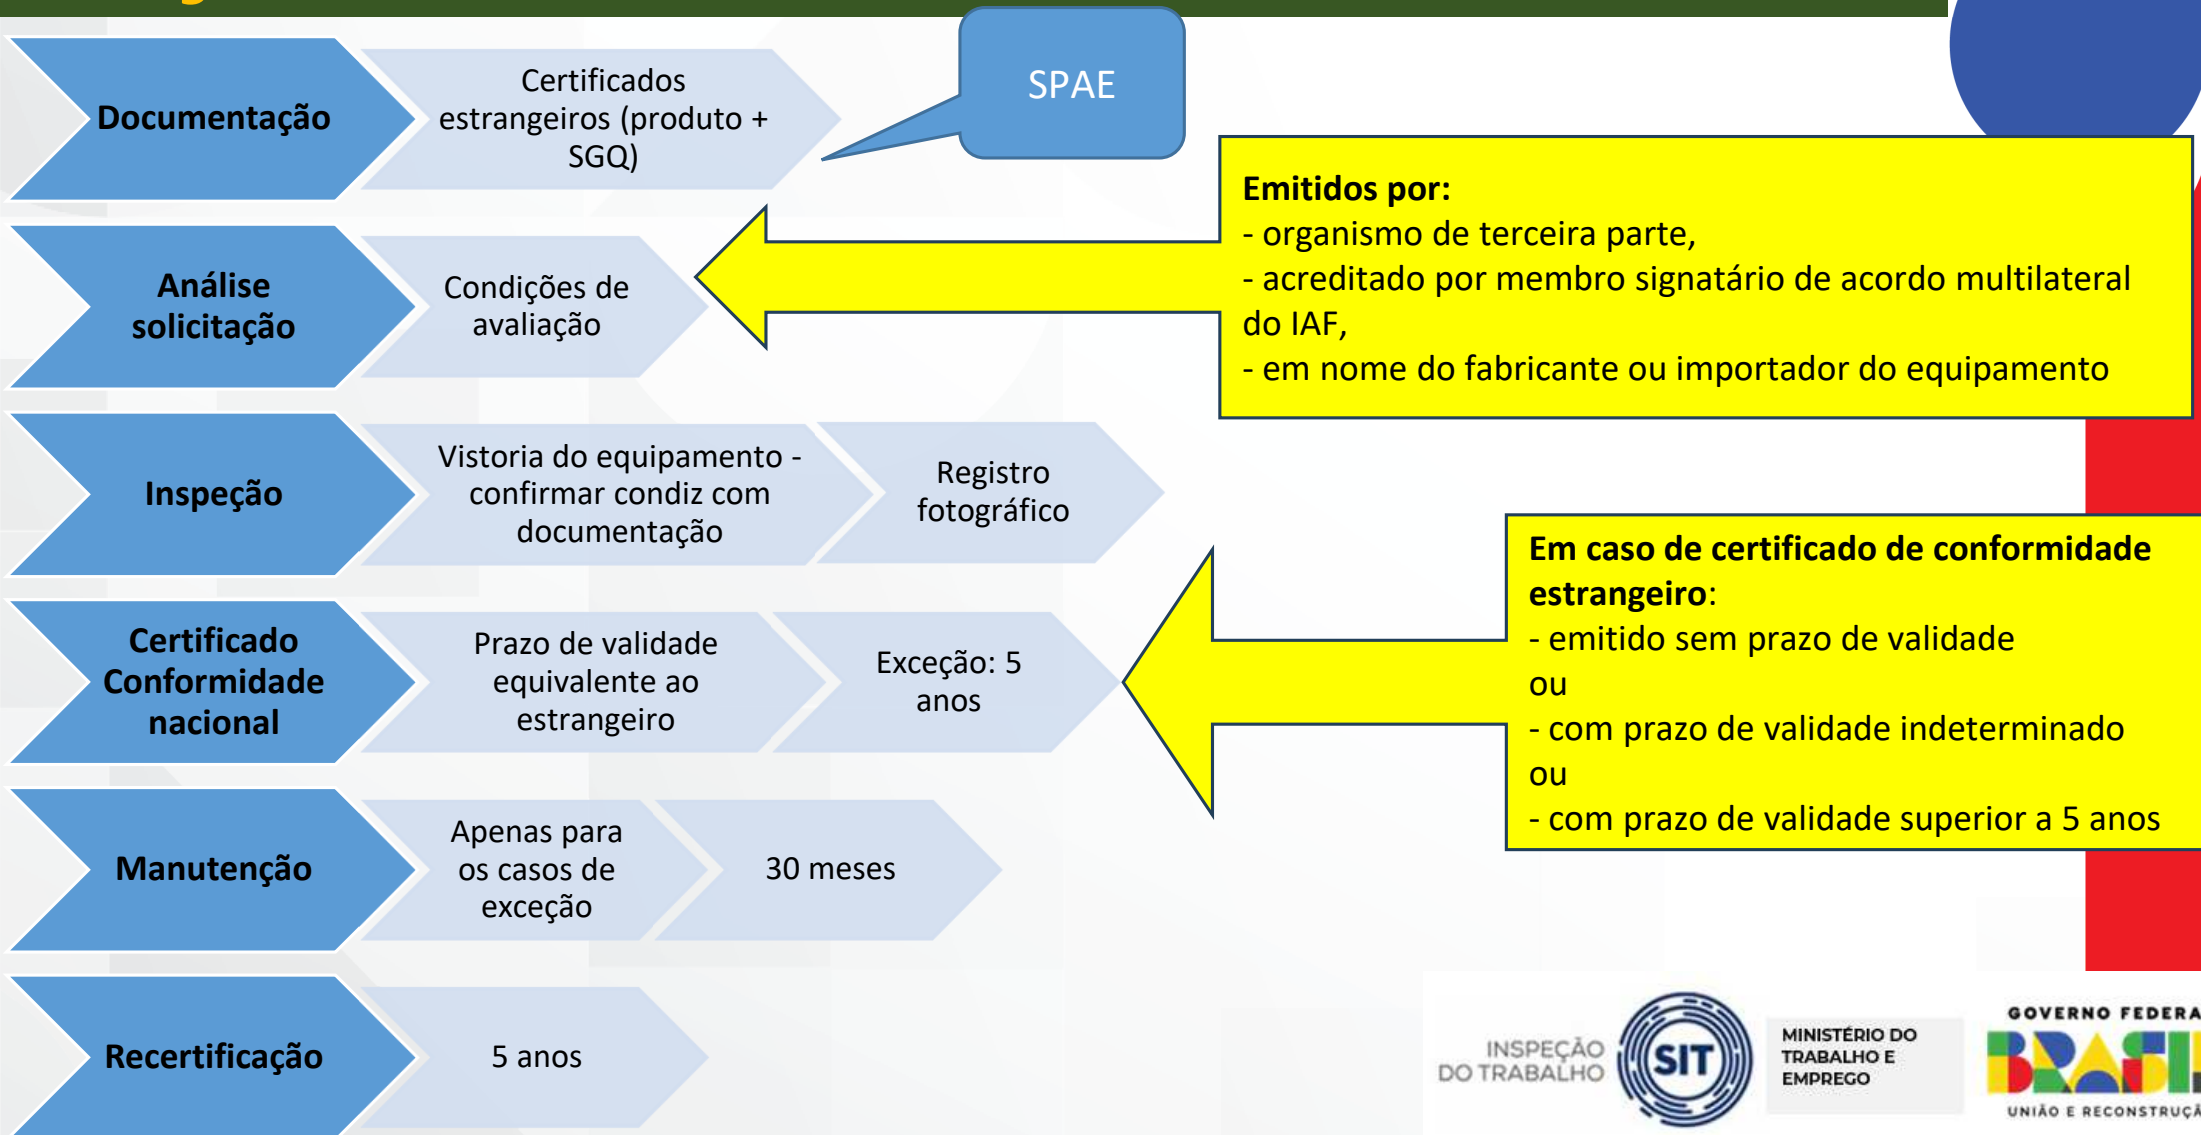 Documentação
Certificados
estrangeiros (produto +
SGQ)
SPAE
Emitidos por:
- organismo de terceira parte,
- acreditado por membro signatário de acordo multilateral
do IAF,
- em nome do fabricante ou importador do equipamento
Análise
solicitação
Condições de
avaliação
Inspeção
Vistoria do equipamento -
confirmar condiz com
documentação
Registro
fotográfico
Certificado
Conformidade
nacional
Prazo de validade
equivalente ao
estrangeiro
Exceção: 5
anos
Em caso de certificado de conformidade
estrangeiro:
- emitido sem prazo de validade
ou
- com prazo de validade indeterminado
ou
- com prazo de validade superior a 5 anos
Manutenção
Apenas para
os casos de
exceção
30 meses
Recertificação
5 anos
INSPEÇÃO
DO TRABALHO
SIT
MINISTÉRIO DO
TRABALHO E
EMPREGO
GOVERNO FEDERA
BRASIL
UNIÃO E RECONSTRUÇÃ